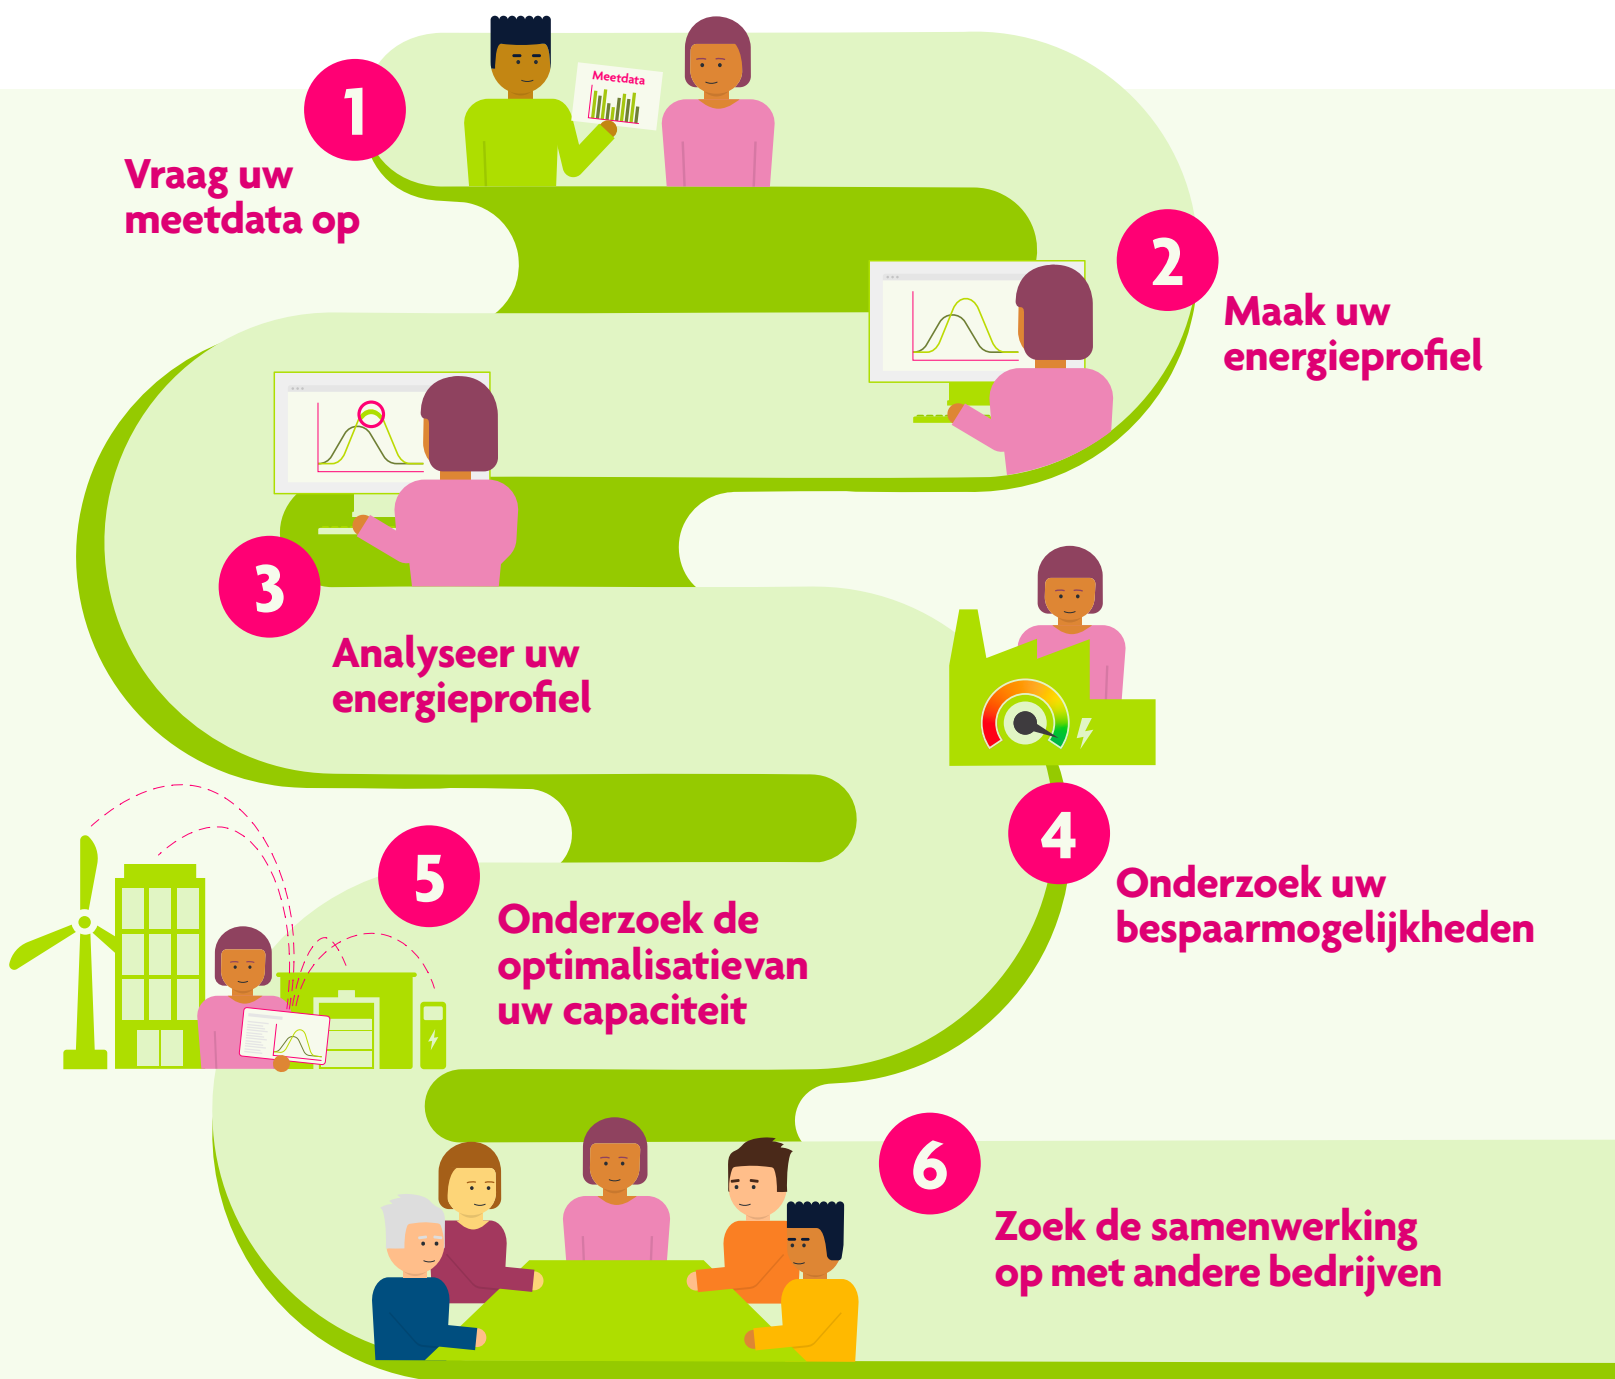 1
Meetdata
Vraag uw
meetdata op
2
Maak uw
energieprofiel
3
Analyseer uw
energieprofiel
4
Onderzoek uw
bespaarmogelijkheden
5
Onderzoek de
optimalisatievan
uw capaciteit
6
Zoek de samenwerking
op met andere bedrijven